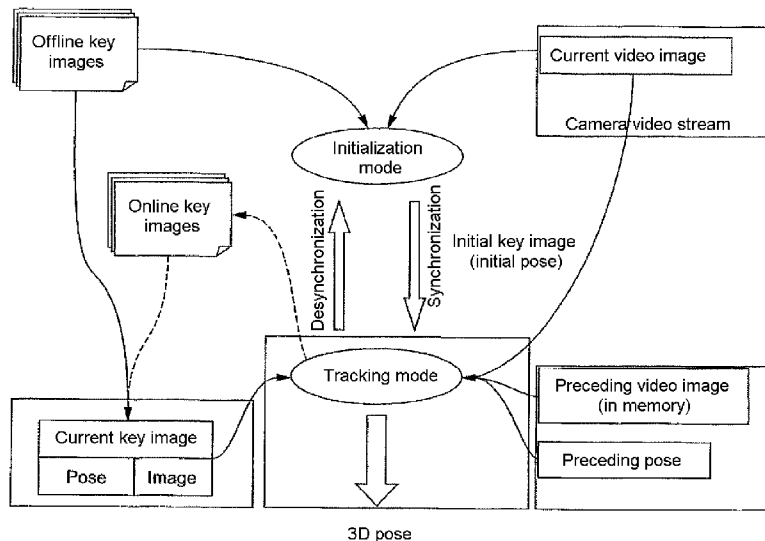 Offline key
images
Current video image
Camera video stream
Initialization
mode
Online key
images
Desynchronization
Synchronization
Initial key image
(initial pose)
Tracking mode
Preceding video image
(in memory)
Current key image
Pose
Image
Preceding pose
3D pose